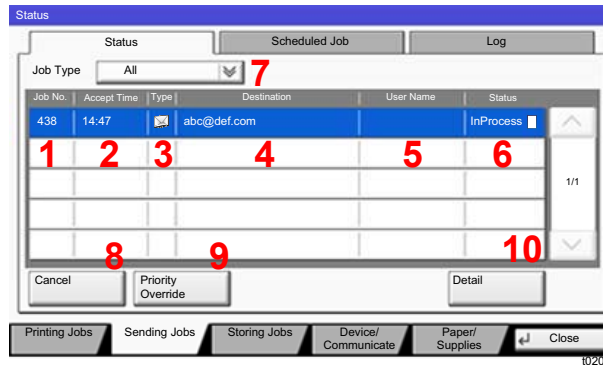 Status
Status Scheduled Job Log
Job Type All 7
Job No. Accept Time Type Destination User Name Status
438 14:47 abc@def.com InProcess
1 2 3 4 5 6
1/1
8 9 10
Cancel Priority Override Detail
Printing Jobs Sending Jobs Storing Jobs Device/ Communicate Paper/ Supplies Close
t020